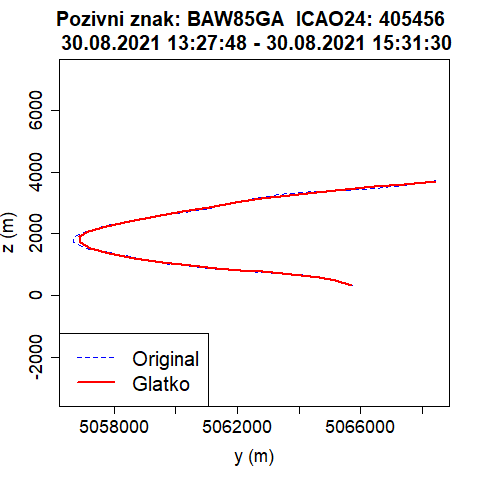 Pozivni znak: BAW85GA  ICAO24: 405456
30.08.2021 13:27:48 - 30.08.2021 15:31:30
z (m)
6000
4000
2000
0
-2000
Original
Glatko
5058000 5062000 5066000
y (m)